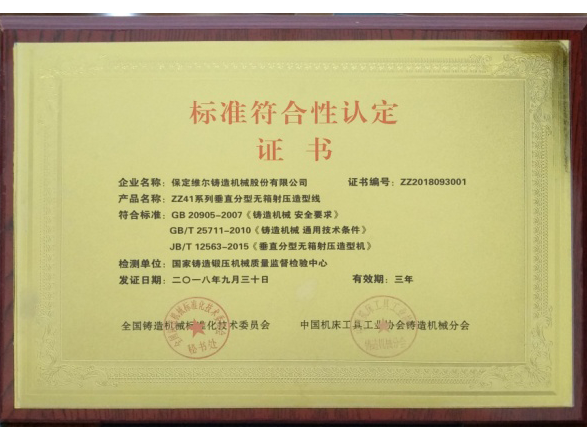 标准符合性认定
证书
企业名称：保定维尔铸造机械股份有限公司 证书编号：ZZ2018093001
产品名称：ZZ41系列垂直分型无箱射压造型线
符合标准：GB 20905-2007《铸造机械 安全要求》
GB/T 25711-2010《铸造机械 通用技术条件》
JB/T 12563-2015《垂直分型无箱射压造型机》
检测单位：国家铸造锻压机械质量监督检验中心
发证日期：二〇一八年九月三十日 有效期：三年
全国铸造机械标准化技术委员会 中国机床工具工业协会铸造机械分会
秘书处